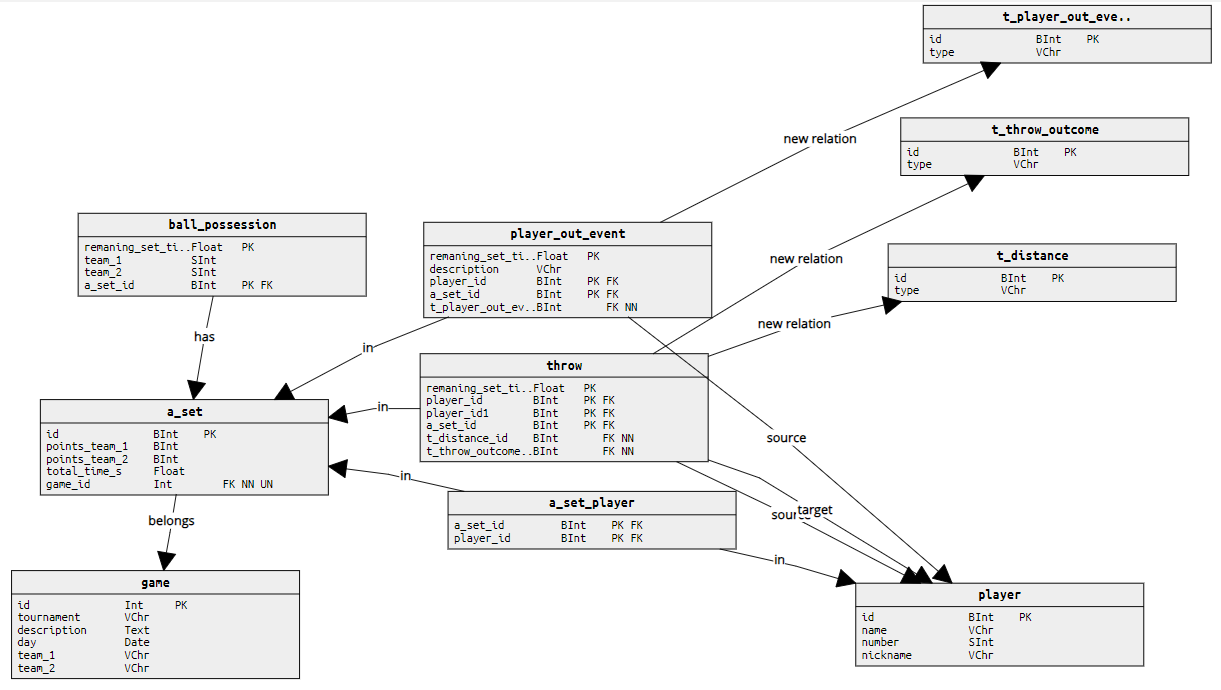 t_player_out_eve..
id BInt PK
type VChr
new relation
t_throw_outcome
id BInt PK
type VChr
ball_possession
remaning_set_ti..Float PK
team_1 SInt
team_2 SInt
a_set_id BInt PK FK
player_out_event
remaning_set_ti..Float PK
description VChr
player_id BInt PK FK
a_set_id BInt PK FK
t_player_out_ev..BInt FK NN
new relation
t_distance
id BInt PK
type VChr
new relation
has
in
throw
remaning_set_ti..Float PK
player_id BInt PK FK
player_id1 BInt PK FK
a_set_id BInt PK FK
t_distance_id BInt FK NN
t_throw_outcome..BInt FK NN
in
a_set
id BInt PK
points_team_1 BInt
points_team_2 BInt
total_time_s Float
game_id Int FK NN UN
source
in
a_set_player
a_set_id BInt PK FK
player_id BInt PK FK
source
target
belongs
in
game
id Int PK
tournament VChr
description Text
day Date
team_1 VChr
team_2 VChr
player
id BInt PK
name VChr
number SInt
nickname VChr